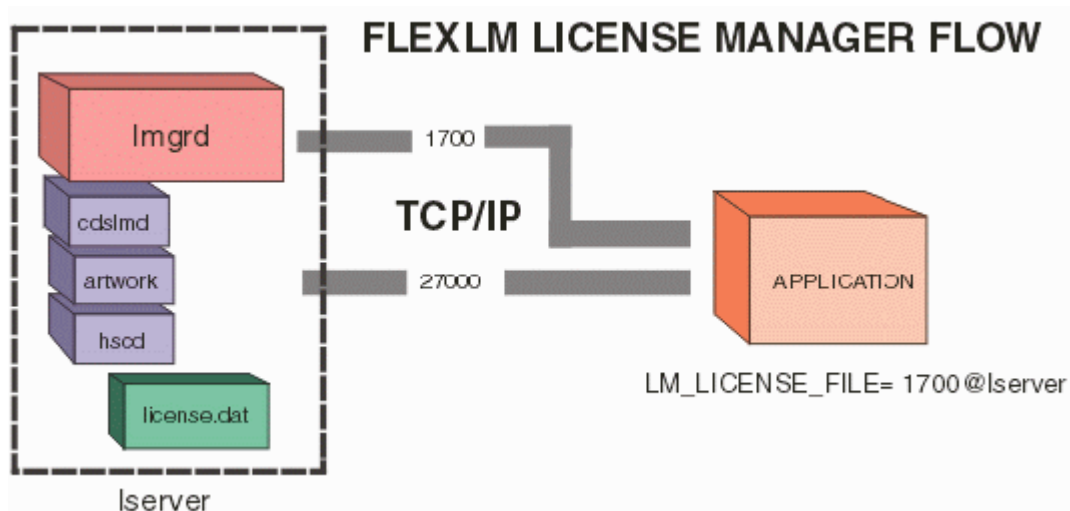 FLEXLM LICENSE MANAGER FLOW
lmgrd
1700
cdslmd
TCP/IP
artwork
27000
APPLICATION
hscd
LM_LICENSE_FILE= 1700@lserver
license.dat
lserver